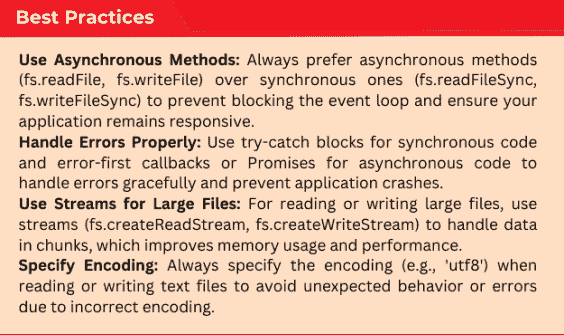 Best Practices
Use Asynchronous Methods: Always prefer asynchronous methods
(fs.readFile, fs.writeFile) over synchronous ones (fs.readFileSync,
fs.writeFileSync) to prevent blocking the event loop and ensure your
application remains responsive.
Handle Errors Properly: Use try-catch blocks for synchronous code
and error-first callbacks or Promises for asynchronous code to
handle errors gracefully and prevent application crashes.
Use Streams for Large Files: For reading or writing large files, use
streams (fs.createReadStream, fs.createWriteStream) to handle data
in chunks, which improves memory usage and performance.
Specify Encoding: Always specify the encoding (e.g., 'utf8') when
reading or writing text files to avoid unexpected behavior or errors
due to incorrect encoding.